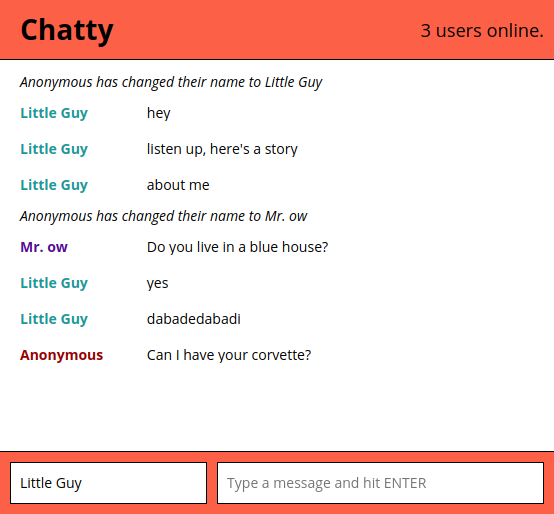 Chatty 3 users online.
Anonymous has changed their name to Little Guy
Little Guy hey
Little Guy listen up, here's a story
Little Guy about me
Anonymous has changed their name to Mr. ow
Mr. ow Do you live in a blue house?
Little Guy yes
Little Guy dabadedabadi
Anonymous Can I have your corvette?
Little Guy Type a message and hit ENTER